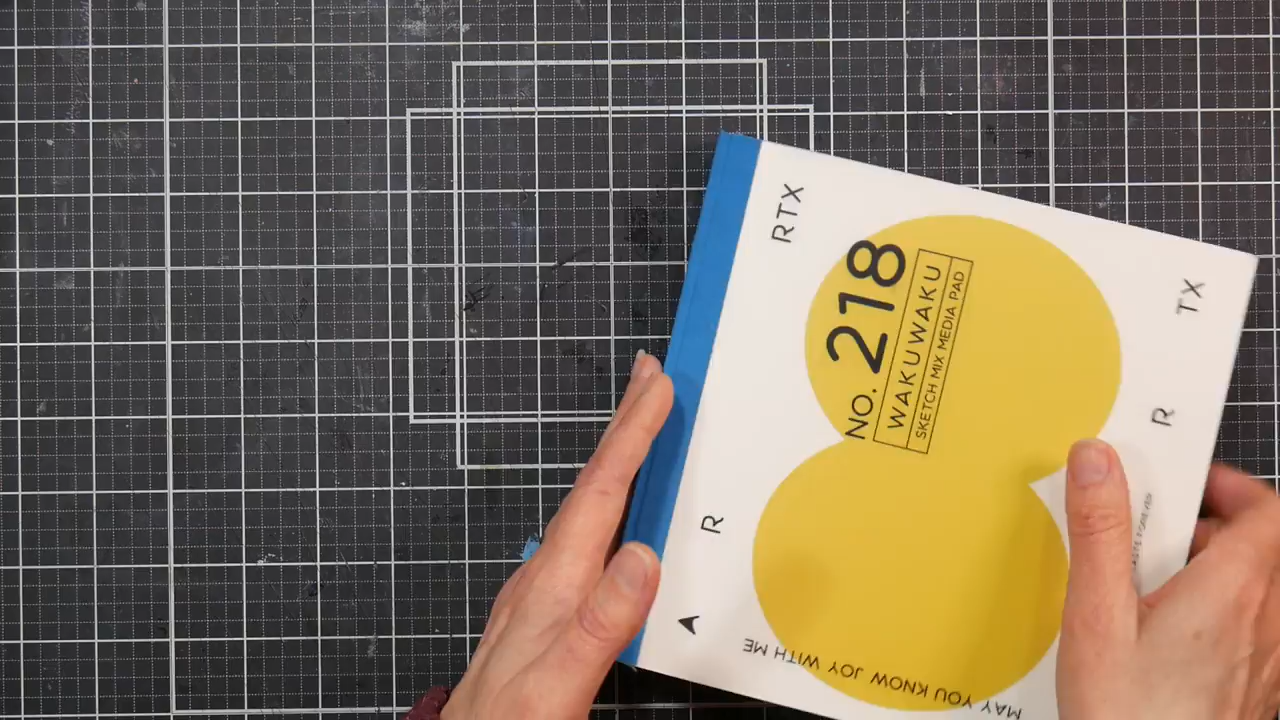 RTX
NO. 218
WAKUWAKU
SKETCH MIX MEDIA PAD
TX
R
R
A
MAY YOU KNOW JOY WITH ME